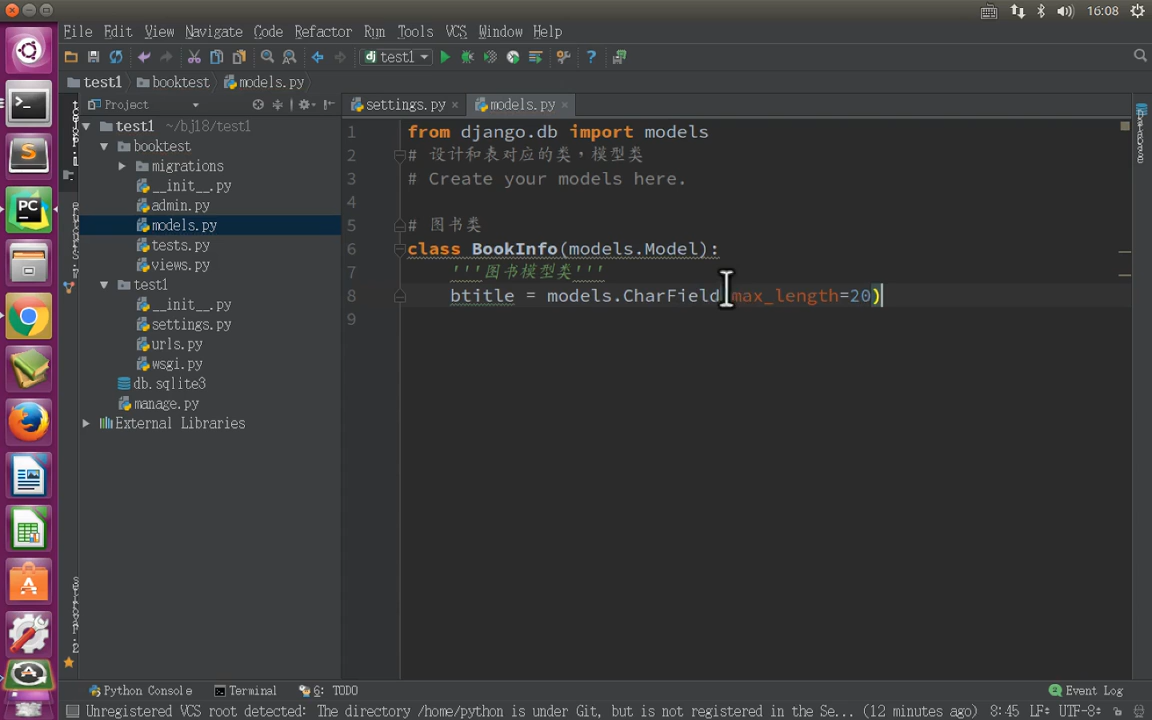 16:08
File Edit View Navigate Code Refactor Run Tools VCS Window Help
test1
test1 booktest models.py
Project
settings.py models.py
test1 ~/bj18/test1
booktest
migrations
__init__.py
admin.py
models.py
tests.py
views.py
test1
__init__.py
settings.py
urls.py
wsgi.py
db.sqlite3
manage.py
External Libraries
1 from django.db import models
2 # 设计和表对应的类，模型类
3 # Create your models here.
4
5 # 图书类
6 class BookInfo(models.Model):
7 '''图书模型类'''
8 btitle = models.CharField(max_length=20)
9
Python Console Terminal 6: TODO Event Log
Unregistered VCS root detected: The directory /home/python is under Git, but is not registered in the Se... (12 minutes ago) 8:45 LF÷ UTF-8÷